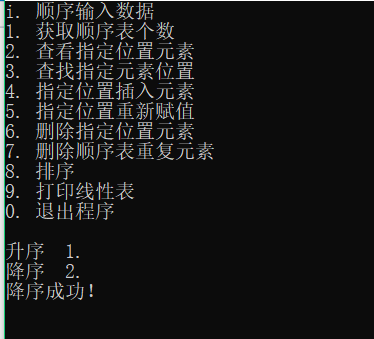 i. 顺序输入数据
1. 获取顺序表个数
2. 查看指定位置元素
3. 查找指定元素位置
4. 指定位置插入元素
5. 指定位置重新赋值
6. 删除指定位置元素
7. 删除顺序表重复元素
8. 排序
9. 打印线性表
0. 退出程序
升序  1.
降序  2.
降序成功!